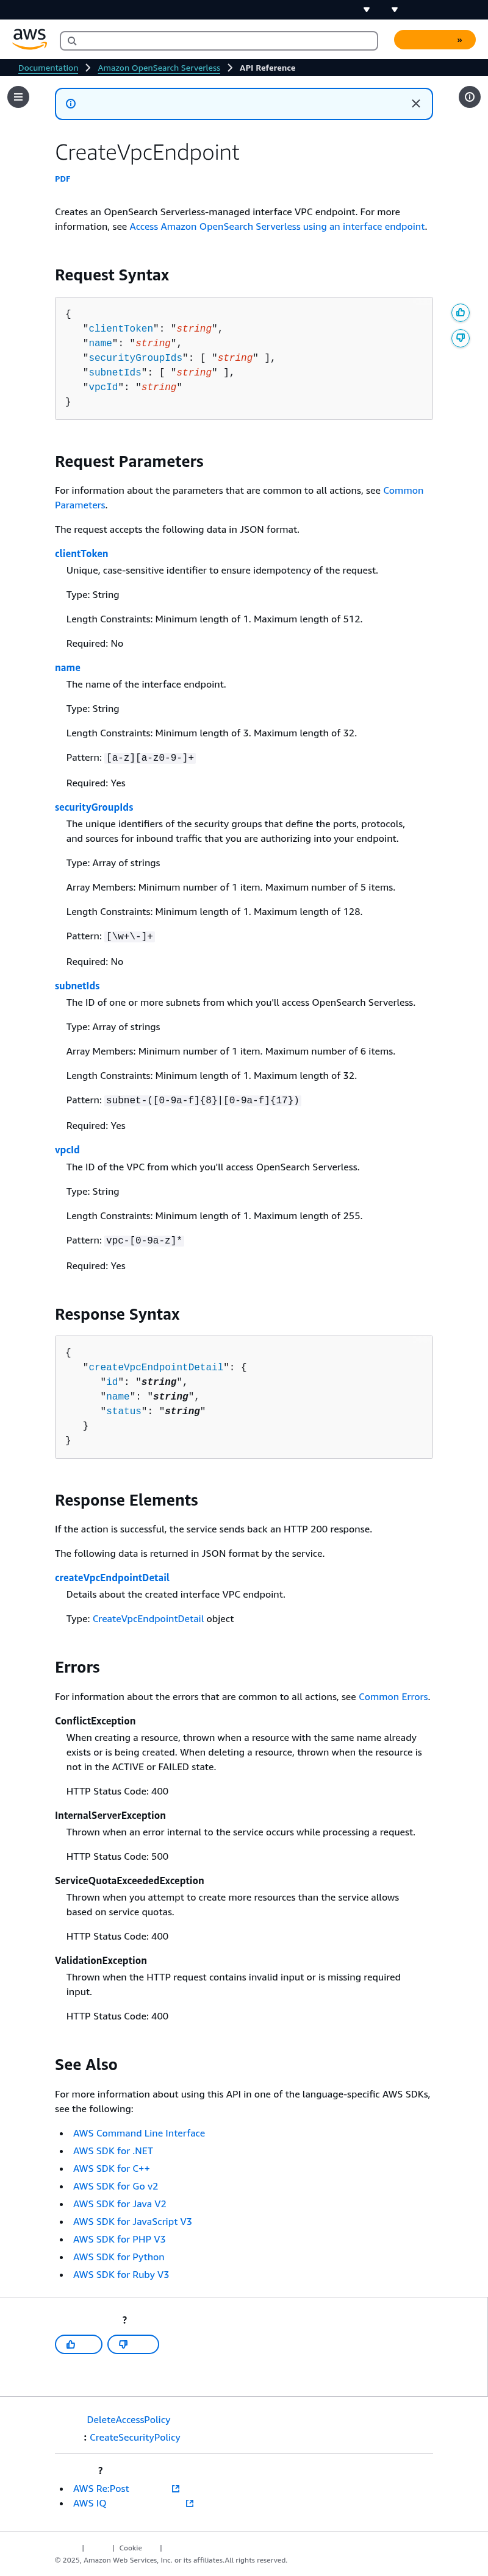 aws
»
Documentation > Amazon OpenSearch Serverless > API Reference
CreateVpcEndpoint
PDF
Creates an OpenSearch Serverless-managed interface VPC endpoint. For more
information, see Access Amazon OpenSearch Serverless using an interface endpoint.
Request Syntax
{
"clientToken": "string",
"name": "string",
"securityGroupIds": [ "string" ],
"subnetIds": [ "string" ],
"vpcId": "string"
}
Request Parameters
For information about the parameters that are common to all actions, see Common
Parameters.
The request accepts the following data in JSON format.
clientToken
Unique, case-sensitive identifier to ensure idempotency of the request.
Type: String
Length Constraints: Minimum length of 1. Maximum length of 512.
Required: No
name
The name of the interface endpoint.
Type: String
Length Constraints: Minimum length of 3. Maximum length of 32.
Pattern: [a-z][a-z0-9-]+
Required: Yes
securityGroupIds
The unique identifiers of the security groups that define the ports, protocols,
and sources for inbound traffic that you are authorizing into your endpoint.
Type: Array of strings
Array Members: Minimum number of 1 item. Maximum number of 5 items.
Length Constraints: Minimum length of 1. Maximum length of 128.
Pattern: [\w+\-]+
Required: No
subnetIds
The ID of one or more subnets from which you'll access OpenSearch Serverless.
Type: Array of strings
Array Members: Minimum number of 1 item. Maximum number of 6 items.
Length Constraints: Minimum length of 1. Maximum length of 32.
Pattern: subnet-([0-9a-f]{8}|[0-9a-f]{17})
Required: Yes
vpcId
The ID of the VPC from which you'll access OpenSearch Serverless.
Type: String
Length Constraints: Minimum length of 1. Maximum length of 255.
Pattern: vpc-[0-9a-z]*
Required: Yes
Response Syntax
{
"createVpcEndpointDetail": {
"id": "string",
"name": "string",
"status": "string"
}
}
Response Elements
If the action is successful, the service sends back an HTTP 200 response.
The following data is returned in JSON format by the service.
createVpcEndpointDetail
Details about the created interface VPC endpoint.
Type: CreateVpcEndpointDetail object
Errors
For information about the errors that are common to all actions, see Common Errors.
ConflictException
When creating a resource, thrown when a resource with the same name already
exists or is being created. When deleting a resource, thrown when the resource is
not in the ACTIVE or FAILED state.
HTTP Status Code: 400
InternalServerException
Thrown when an error internal to the service occurs while processing a request.
HTTP Status Code: 500
ServiceQuotaExceededException
Thrown when you attempt to create more resources than the service allows
based on service quotas.
HTTP Status Code: 400
ValidationException
Thrown when the HTTP request contains invalid input or is missing required
input.
HTTP Status Code: 400
See Also
For more information about using this API in one of the language-specific AWS SDKs,
see the following:
• AWS Command Line Interface
• AWS SDK for .NET
• AWS SDK for C++
• AWS SDK for Go v2
• AWS SDK for Java V2
• AWS SDK for JavaScript V3
• AWS SDK for PHP V3
• AWS SDK for Python
• AWS SDK for Ruby V3
?
DeleteAccessPolicy
: CreateSecurityPolicy
?
• AWS Re:Post
• AWS IQ
| | Cookie |
© 2025, Amazon Web Services, Inc. or its affiliates.All rights reserved.